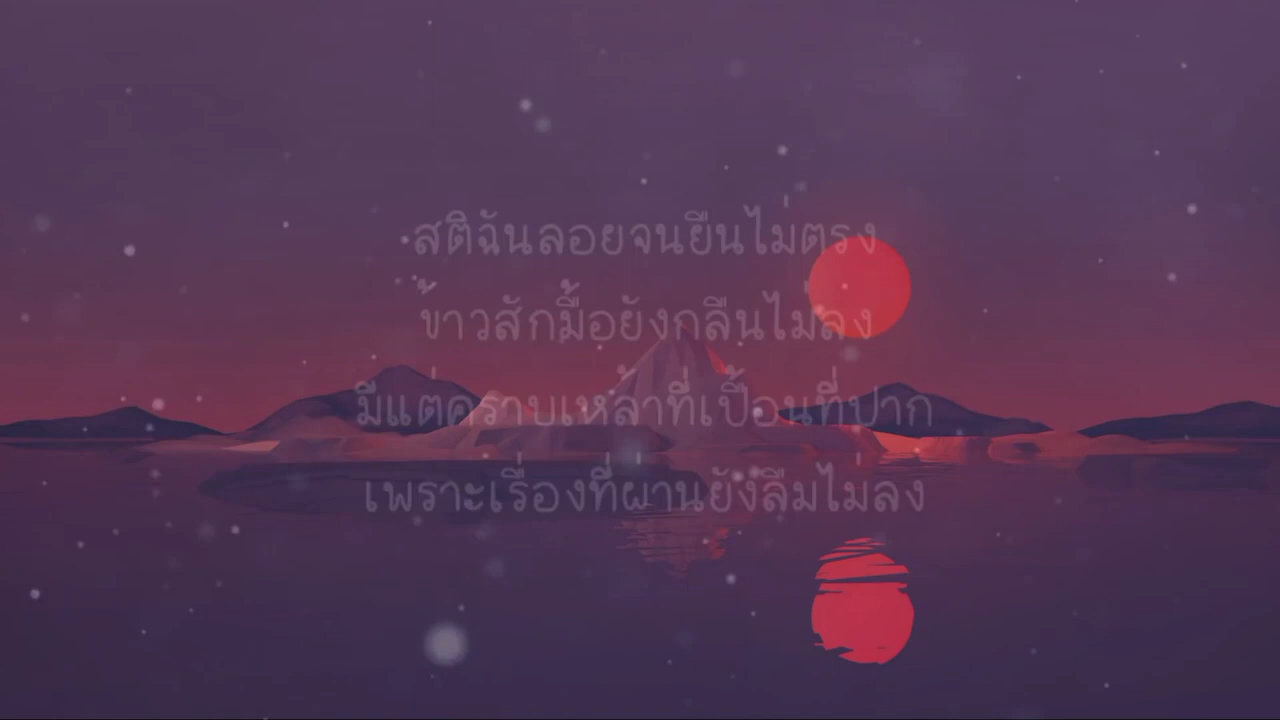 สติฉันลอยจนยืนไม่ตรง
ข้าวสักมื้อยังกลืนไม่ลง
มีแต่คราบเหล้าที่เปื้อนที่ปาก
เพราะเรื่องที่ผ่านยังลืมไม่ลง